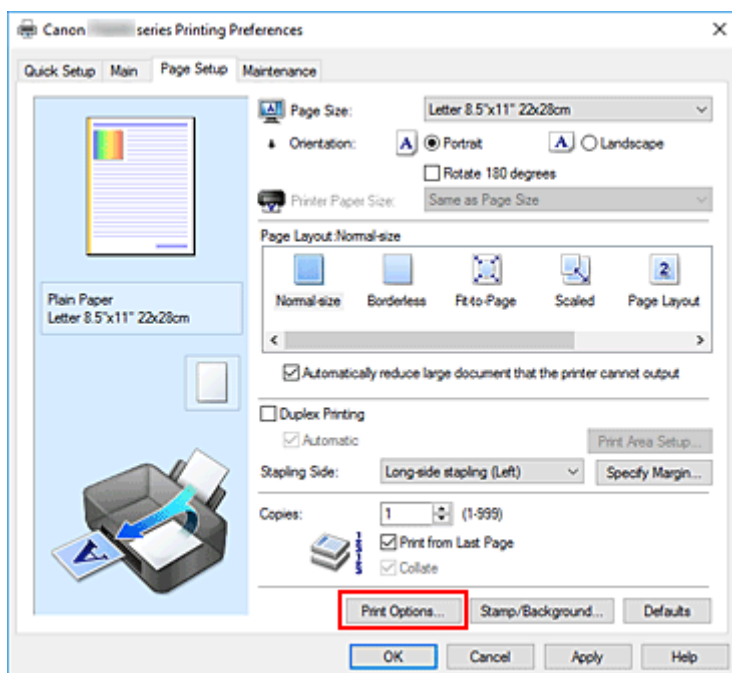 Canon series Printing Preferences
Quick Setup Main Page Setup Maintenance
Page Size: Letter 8.5"x11" 22x28cm
Orientation: A Portrait A Landscape
Rotate 180 degrees
Printer Paper Size: Same as Page Size
Page Layout:Normal-size
Normal-size Borderless Fit-to-Page Scaled Page Layout
Plain Paper
Letter 8.5"x11" 22x28cm
Automatically reduce large document that the printer cannot output
Duplex Printing
Automatic Print Area Setup...
Stapling Side: Long-side stapling (Left) Specify Margin...
Copies: 1 (1-999)
Print from Last Page
Collate
Print Options... Stamp/Background... Defaults
OK Cancel Apply Help